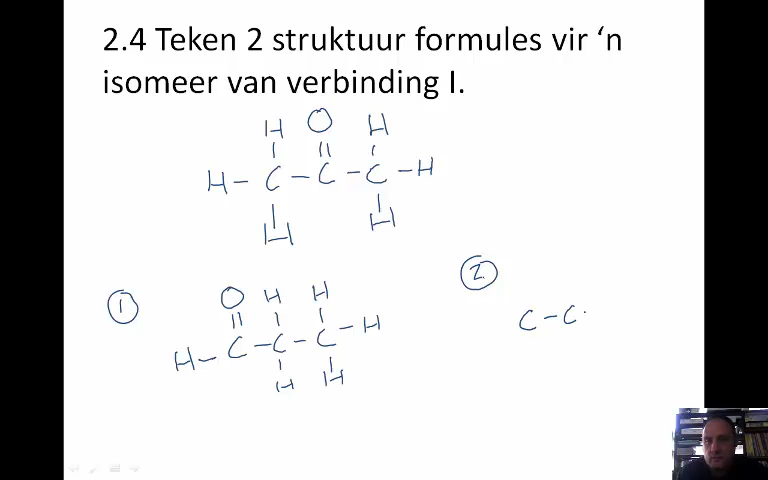 2.4 Teken 2 struktuur formules vir ‘n
isomeer van verbinding I.
H O H
H – C – C – C – H
H H
①
O H H
H – C – C – C – H
H H
②
C – C